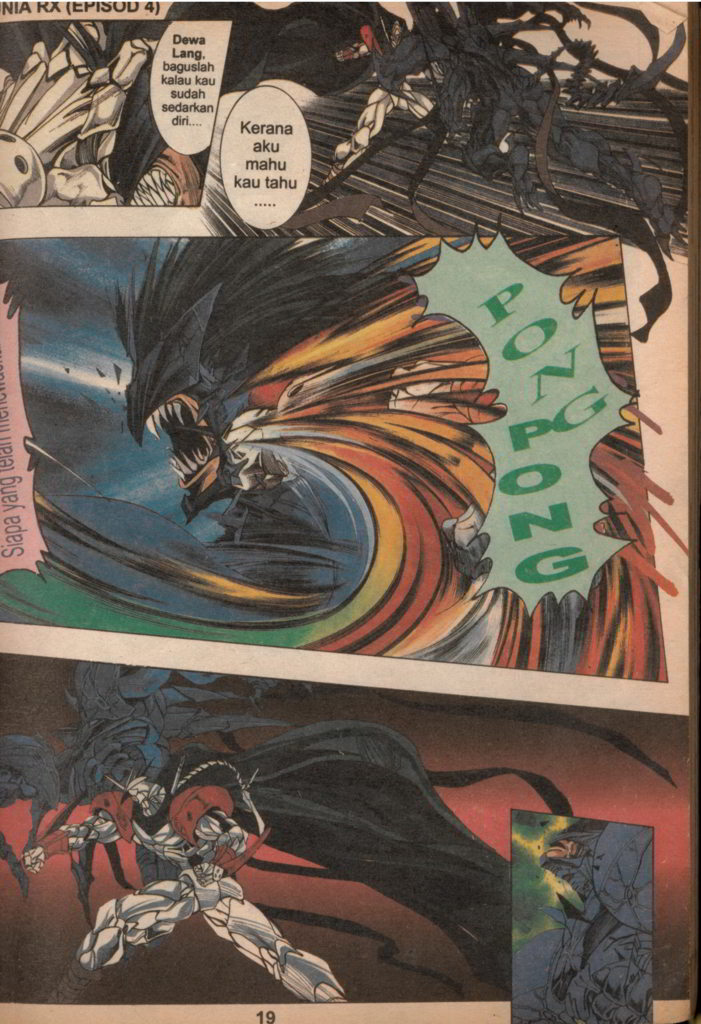 NIA RX (EPISOD 4)
Dewa
Lang,
baguslah
kalau kau
sudah
sedarkan
diri....
Kerana
aku
mahu
kau tahu
.....
Siapa yang telah
PONG
PONG
19